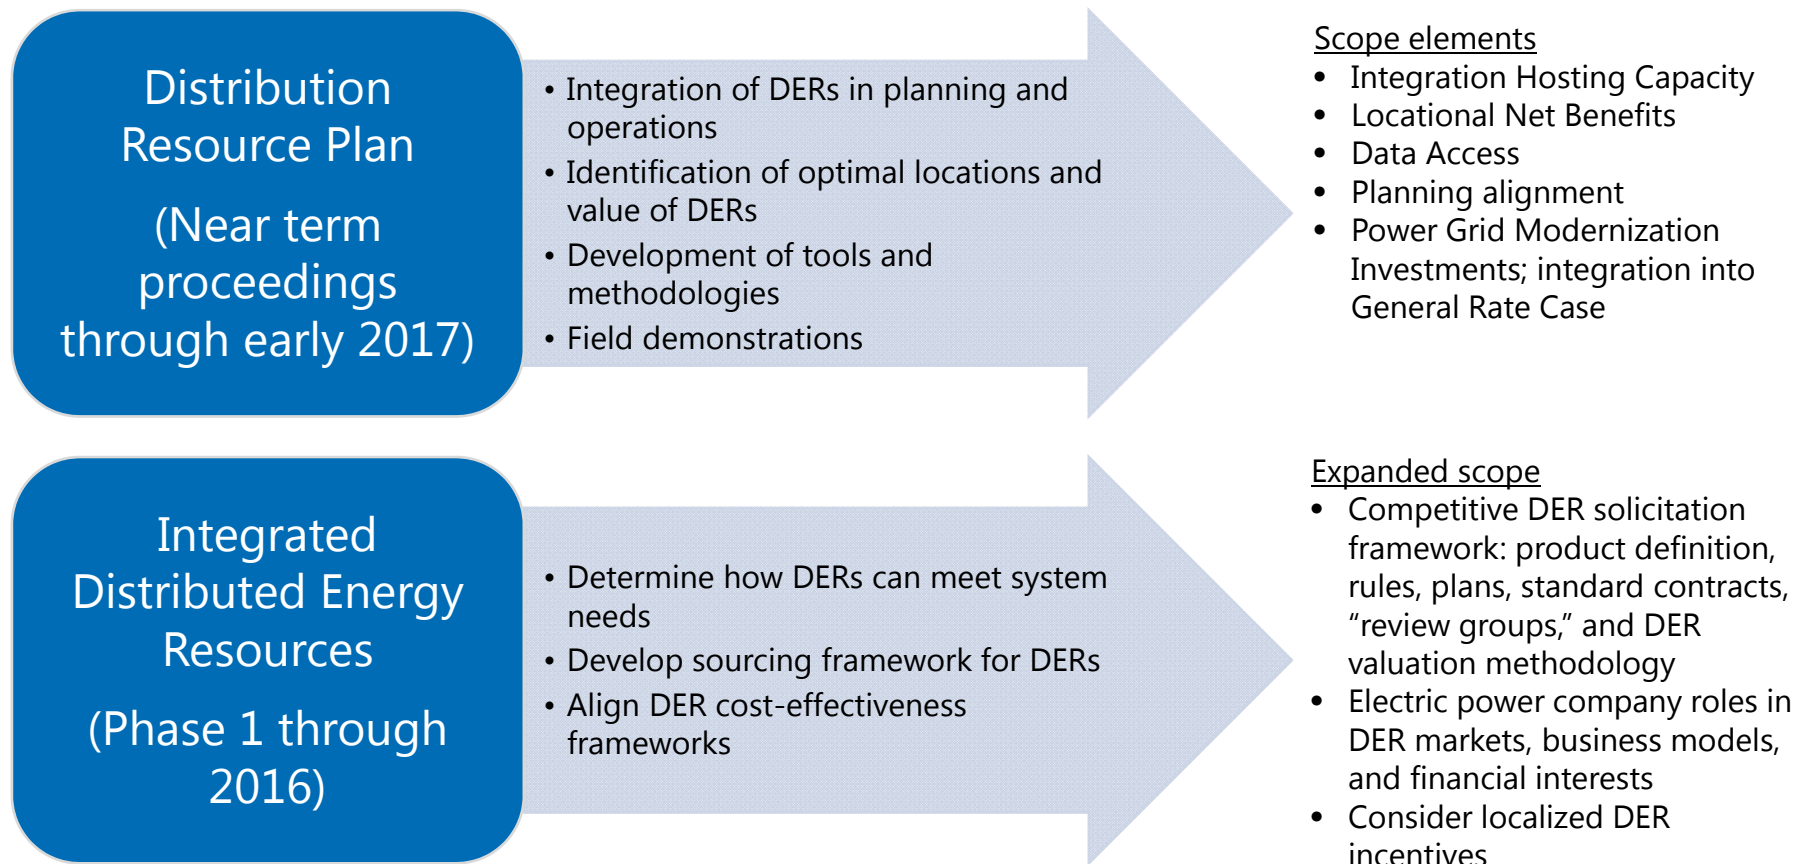 Distribution
Resource Plan
(Near term
proceedings
through early 2017)
• Integration of DERs in planning and
operations
• Identification of optimal locations and
value of DERs
• Development of tools and
methodologies
• Field demonstrations
Scope elements
• Integration Hosting Capacity
• Locational Net Benefits
• Data Access
• Planning alignment
• Power Grid Modernization
Investments; integration into
General Rate Case
Integrated
Distributed Energy
Resources
(Phase 1 through
2016)
• Determine how DERs can meet system
needs
• Develop sourcing framework for DERs
• Align DER cost-effectiveness
frameworks
Expanded scope
• Competitive DER solicitation
framework: product definition,
rules, plans, standard contracts,
“review groups,” and DER
valuation methodology
• Electric power company roles in
DER markets, business models,
and financial interests
• Consider localized DER
incentives